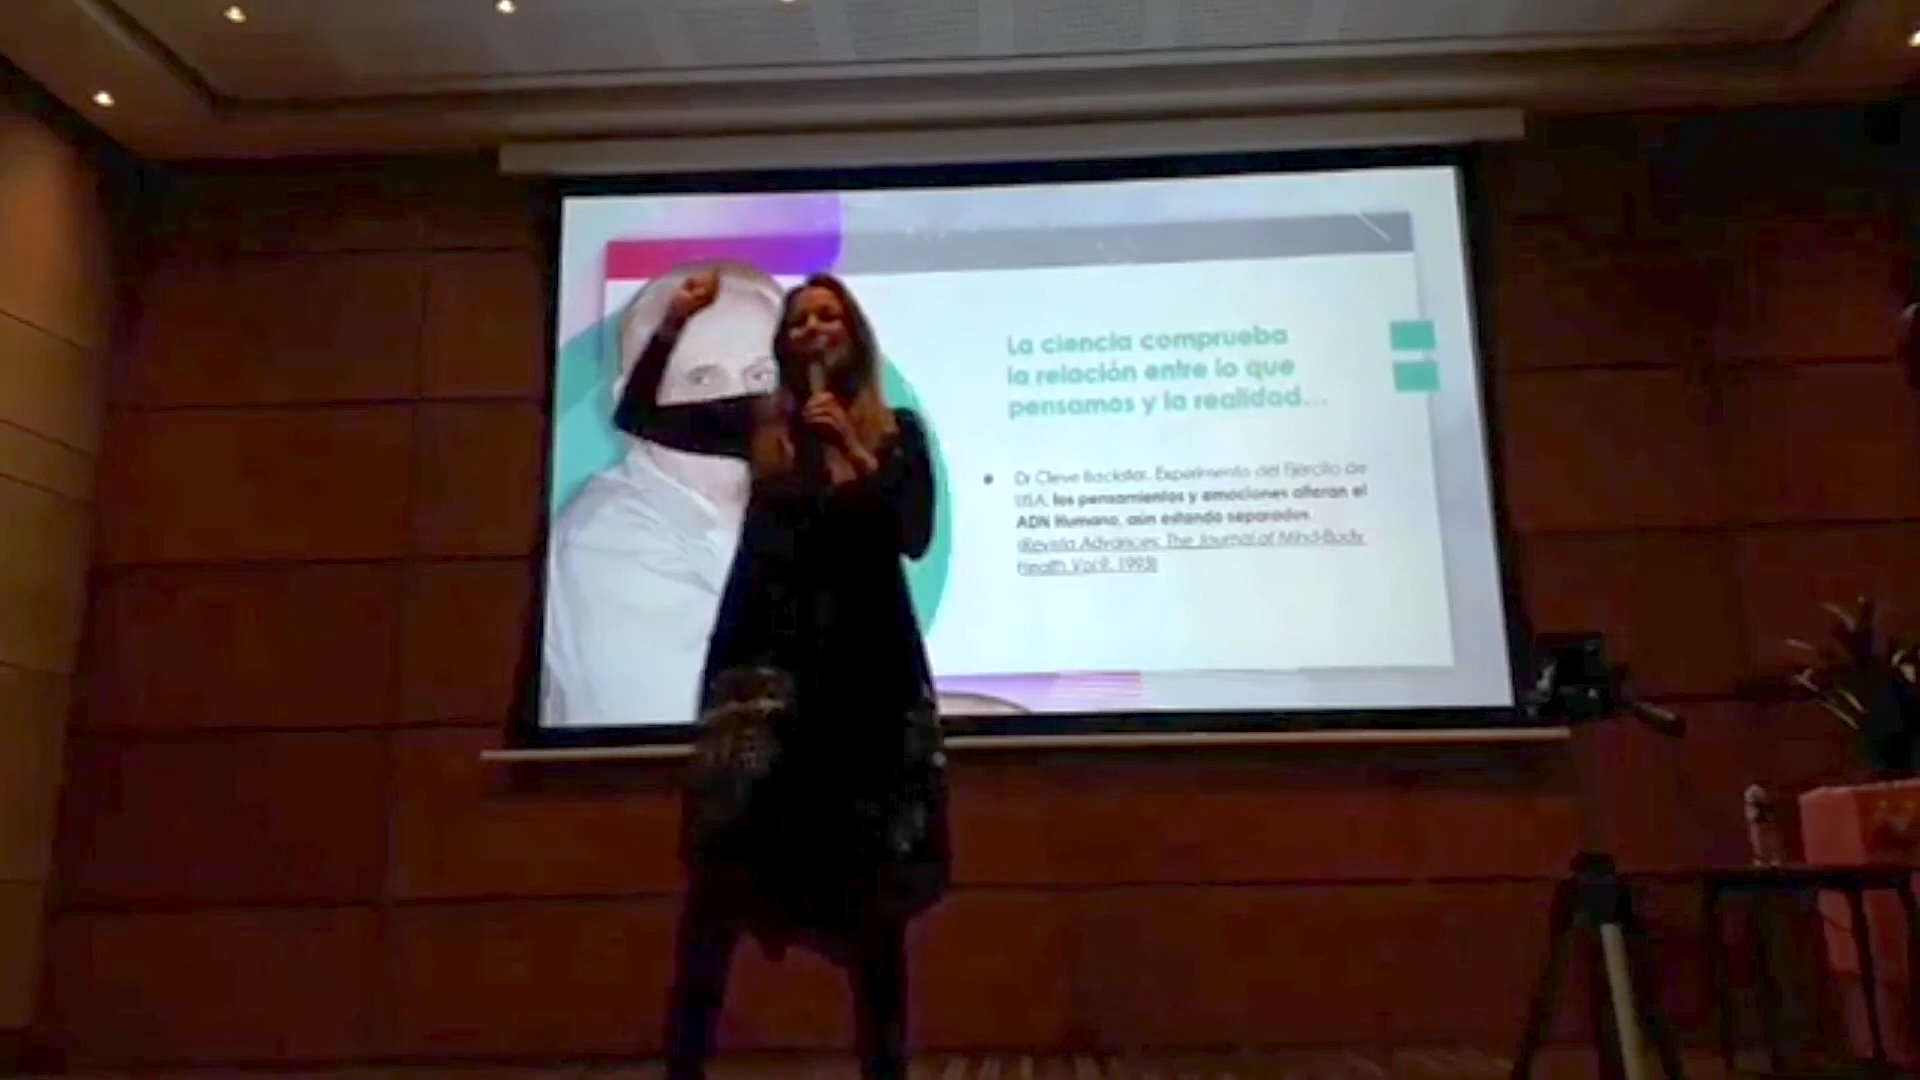 La ciencia comprueba
la relación entre lo que
pensamos y la realidad...
Dr Cleve Backster. Experimento del Ejército de
USA, los pensamientos y emociones alteran el
ADN Humano, aún estando separados.
(Revista Advances: The Journal of Mind-Body
Health Vol.9, 1993)